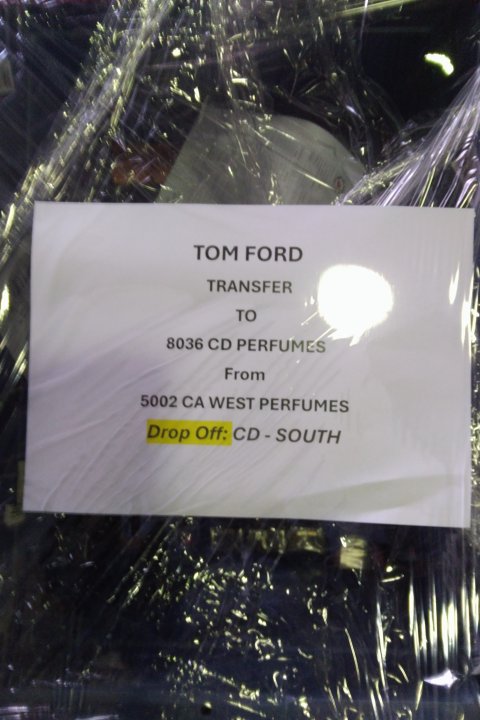 TOM FORD
TRANSFER
TO
8036 CD PERFUMES
From
5002 CA WEST PERFUMES
Drop Off: CD - SOUTH